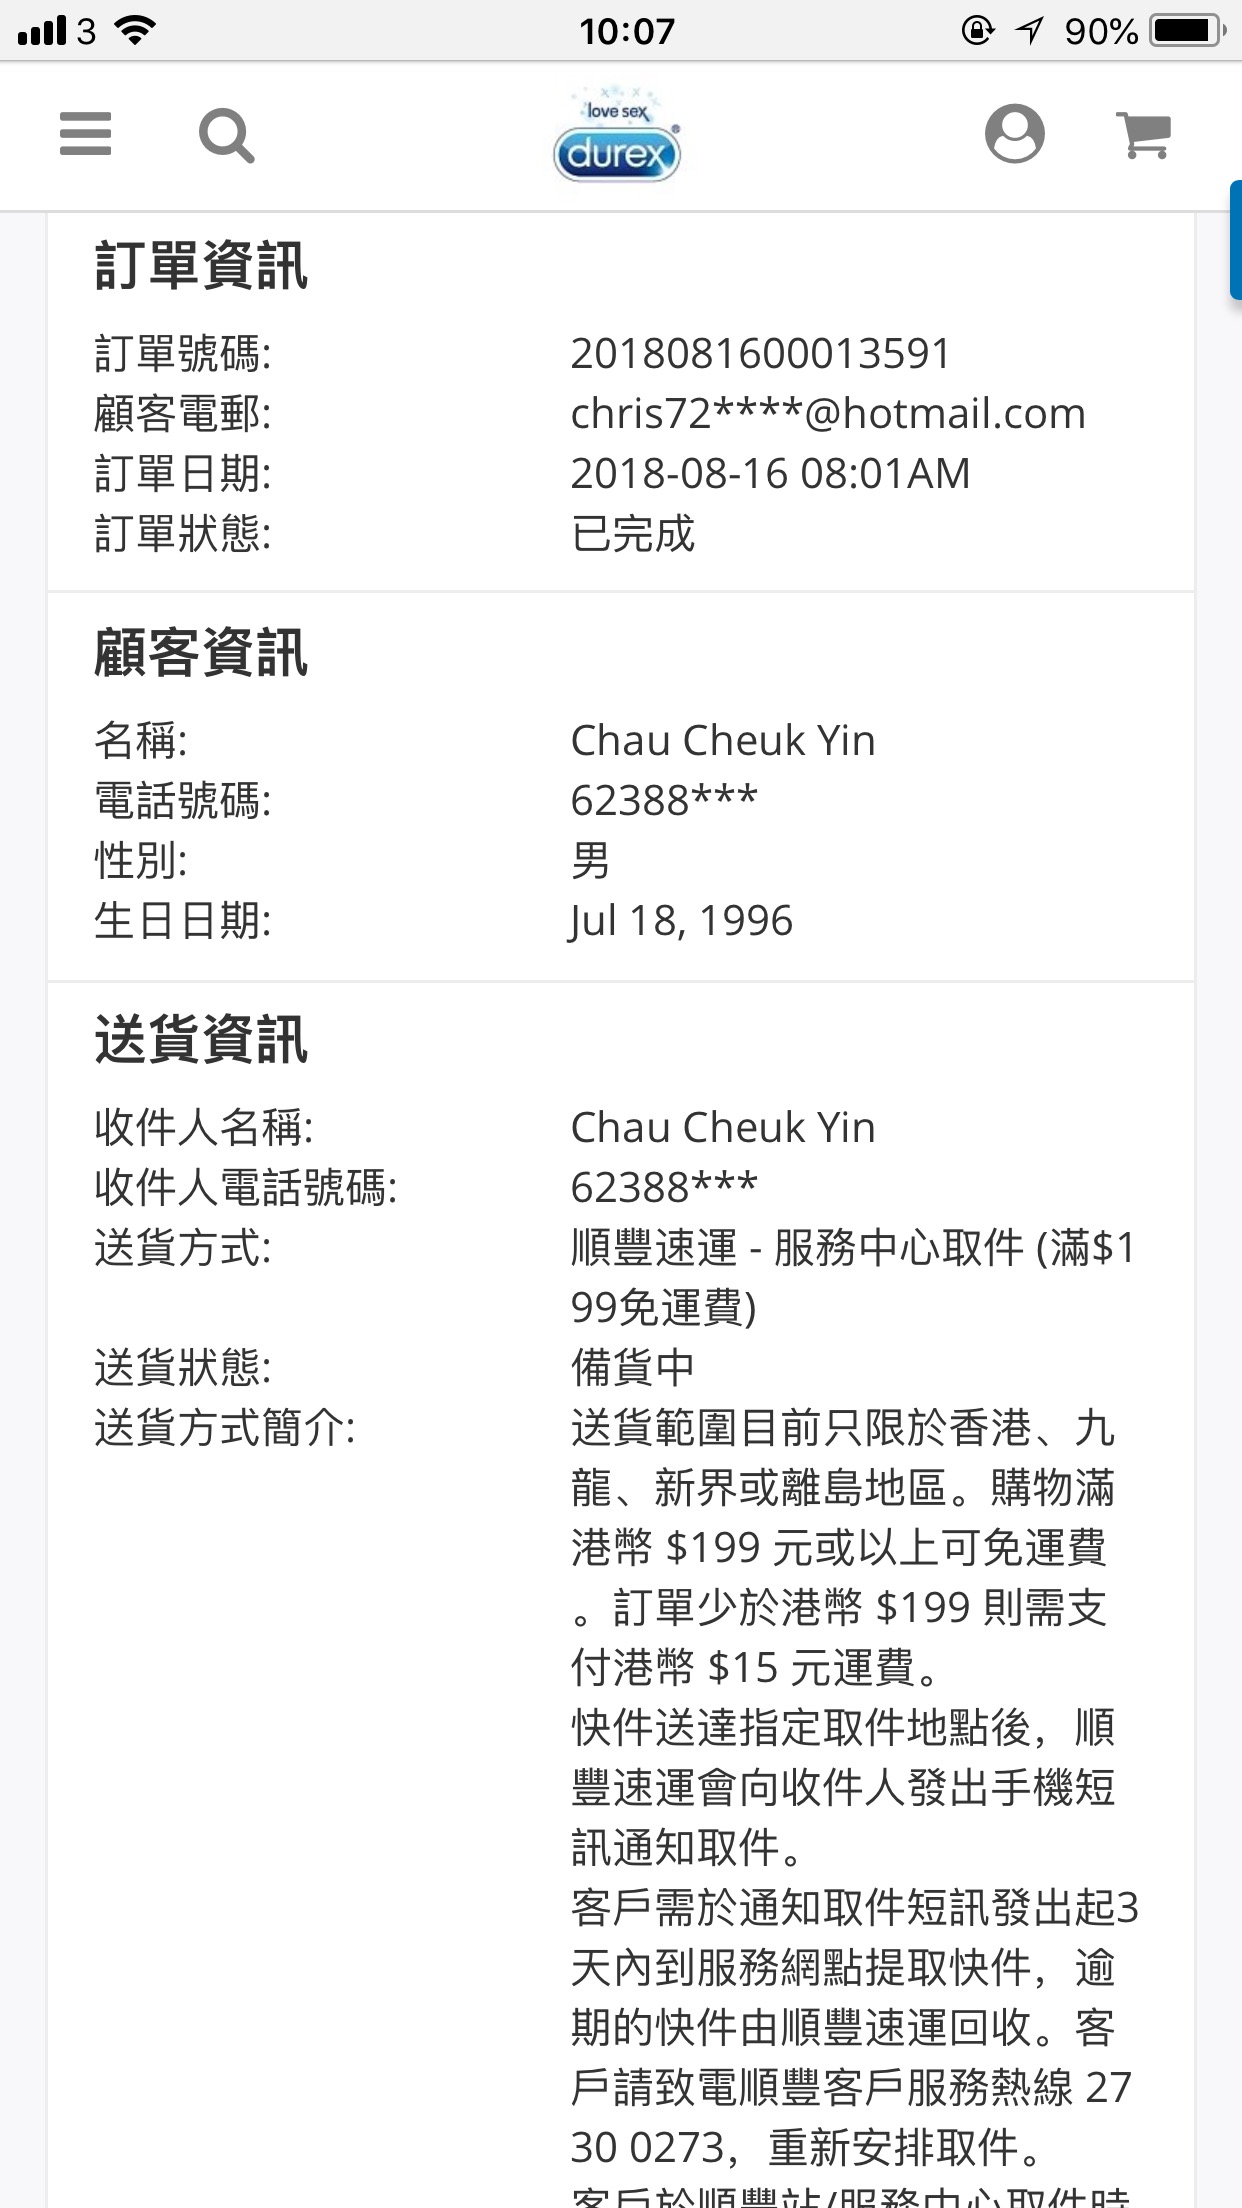 3 10:07 90%
love sex
durex
訂單資訊
訂單號碼: 2018081600013591
顧客電郵: chris72****@hotmail.com
訂單日期: 2018-08-16 08:01AM
訂單狀態: 已完成
顧客資訊
名稱: Chau Cheuk Yin
電話號碼: 62388***
性別: 男
生日日期: Jul 18, 1996
送貨資訊
收件人名稱: Chau Cheuk Yin
收件人電話號碼: 62388***
送貨方式: 順豐速運 - 服務中心取件 (滿$1
99免運費)
送貨狀態: 備貨中
送貨方式簡介: 送貨範圍目前只限於香港、九
龍、新界或離島地區。購物滿
港幣 $199 元或以上可免運費
。訂單少於港幣 $199 則需支
付港幣 $15 元運費。
快件送達指定取件地點後，順
豐速運會向收件人發出手機短
訊通知取件。
客戶需於通知取件短訊發出起3
天內到服務網點提取快件，逾
期的快件由順豐速運回收。客
戶請致電順豐客戶服務熱線 27
30 0273，重新安排取件。
客戶於順豐站/服務中心取件時